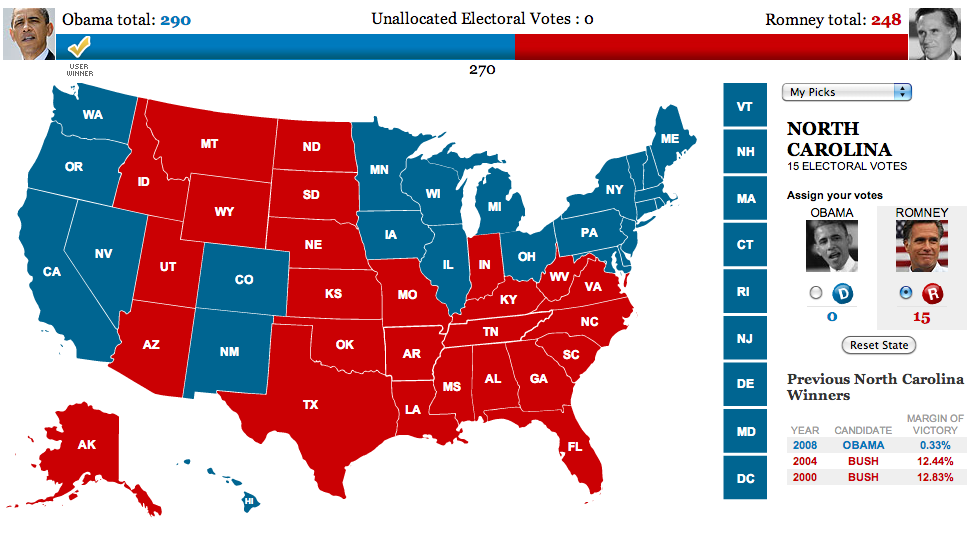 Obama total: 290
Unallocated Electoral Votes : 0
Romney total: 248
USER
WINNER
270
WA
OR
CA
NV
ID
MT
WY
UT
AZ
CO
NM
ND
SD
NE
KS
OK
TX
MN
IA
MO
AR
LA
WI
IL
MI
IN
OH
KY
TN
MS
AL
GA
FL
SC
NC
VA
WV
PA
NY
ME
AK
HI
VT
NH
MA
CT
RI
NJ
DE
MD
DC
My Picks
NORTH
CAROLINA
15 ELECTORAL VOTES
Assign your votes
OBAMA ROMNEY
D R
0 15
Reset State
Previous North Carolina
Winners
YEAR CANDIDATE MARGIN OF VICTORY
2008 OBAMA 0.33%
2004 BUSH 12.44%
2000 BUSH 12.83%